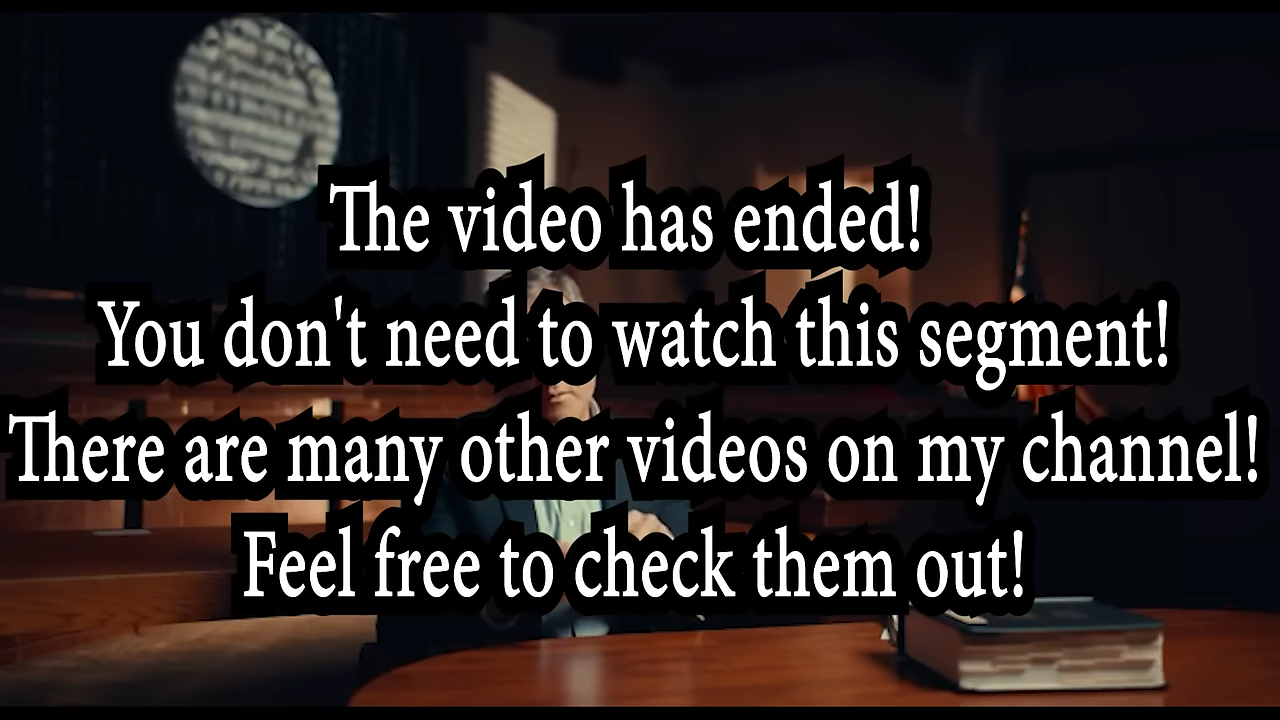 The video has ended!
You don't need to watch this segment!
There are many other videos on my channel!
Feel free to check them out!